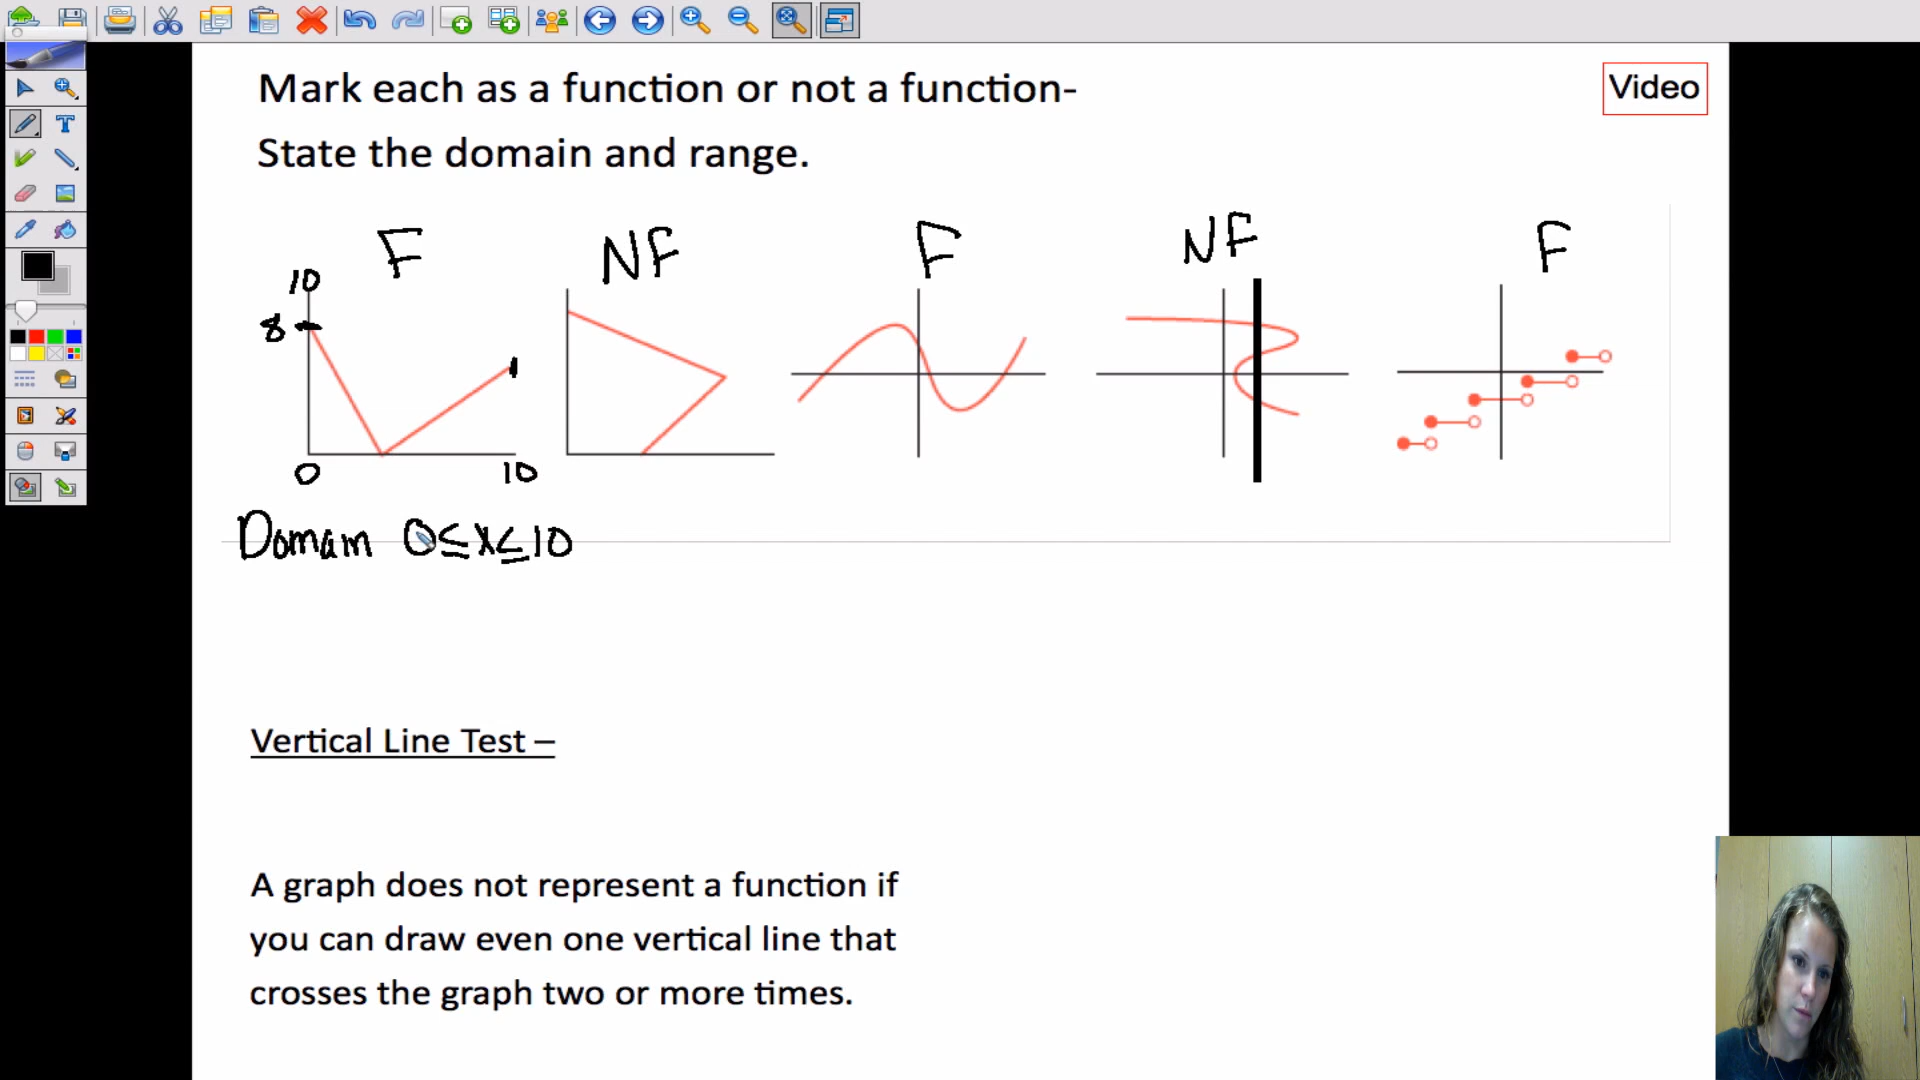 Mark each as a function or not a function-
Video
State the domain and range.
F NF F NF F
10
8
0 10
Domain 0≤x≤10
Vertical Line Test –
A graph does not represent a function if
you can draw even one vertical line that
crosses the graph two or more times.